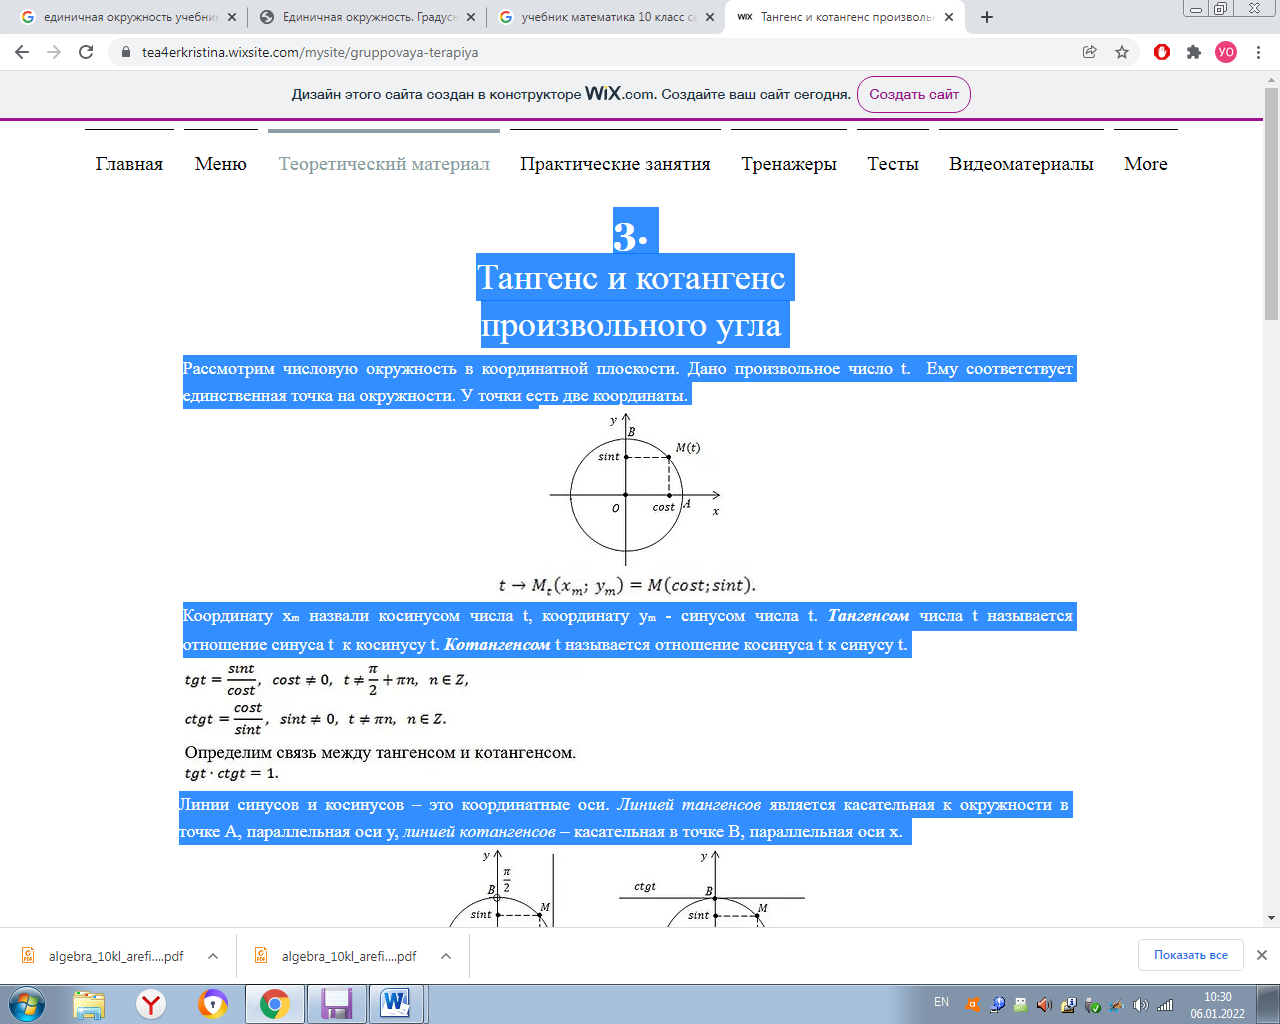 единичная окружность учебни
Единичная окружность. Градусн
учебник математика 10 класс ск
WiX Тангенс и котангенс произволь
tea4erkristina.wixsite.com/mysite/gruppovaya-terapiya
УО
Дизайн этого сайта создан в конструкторе WiX.com. Создайте ваш сайт сегодня.
Создать сайт
Главная Меню Теоретический материал Практические занятия Тренажеры Тесты Видеоматериалы More
3.
Тангенс и котангенс
произвольного угла
Рассмотрим числовую окружность в координатной плоскости. Дано произвольное число t. Ему соответствует
единственная точка на окружности. У точки есть две координаты.
y
B
M(t)
sint
O
cost
A
x
t → M_t(x_m; y_m) = M(cost; sint).
Координату x_m назвали косинусом числа t, координату y_m - синусом числа t. Тангенсом числа t называется
отношение синуса t к косинусу t. Котангенсом t называется отношение косинуса t к синусу t.
tgt = sint/cost, cost ≠ 0, t ≠ π/2 + πn, n ∈ Z,
ctgt = cost/sint, sint ≠ 0, t ≠ πn, n ∈ Z.
Определим связь между тангенсом и котангенсом.
tgt · ctgt = 1.
Линии синусов и косинусов – это координатные оси. Линией тангенсов является касательная к окружности в
точке А, параллельная оси y, линией котангенсов – касательная в точке В, параллельная оси x.
y
π/2
B
sint
M
y
ctgt
B
sint
M
algebra_10kl_arefi....pdf
algebra_10kl_arefi....pdf
Показать все
EN
10:30
06.01.2022